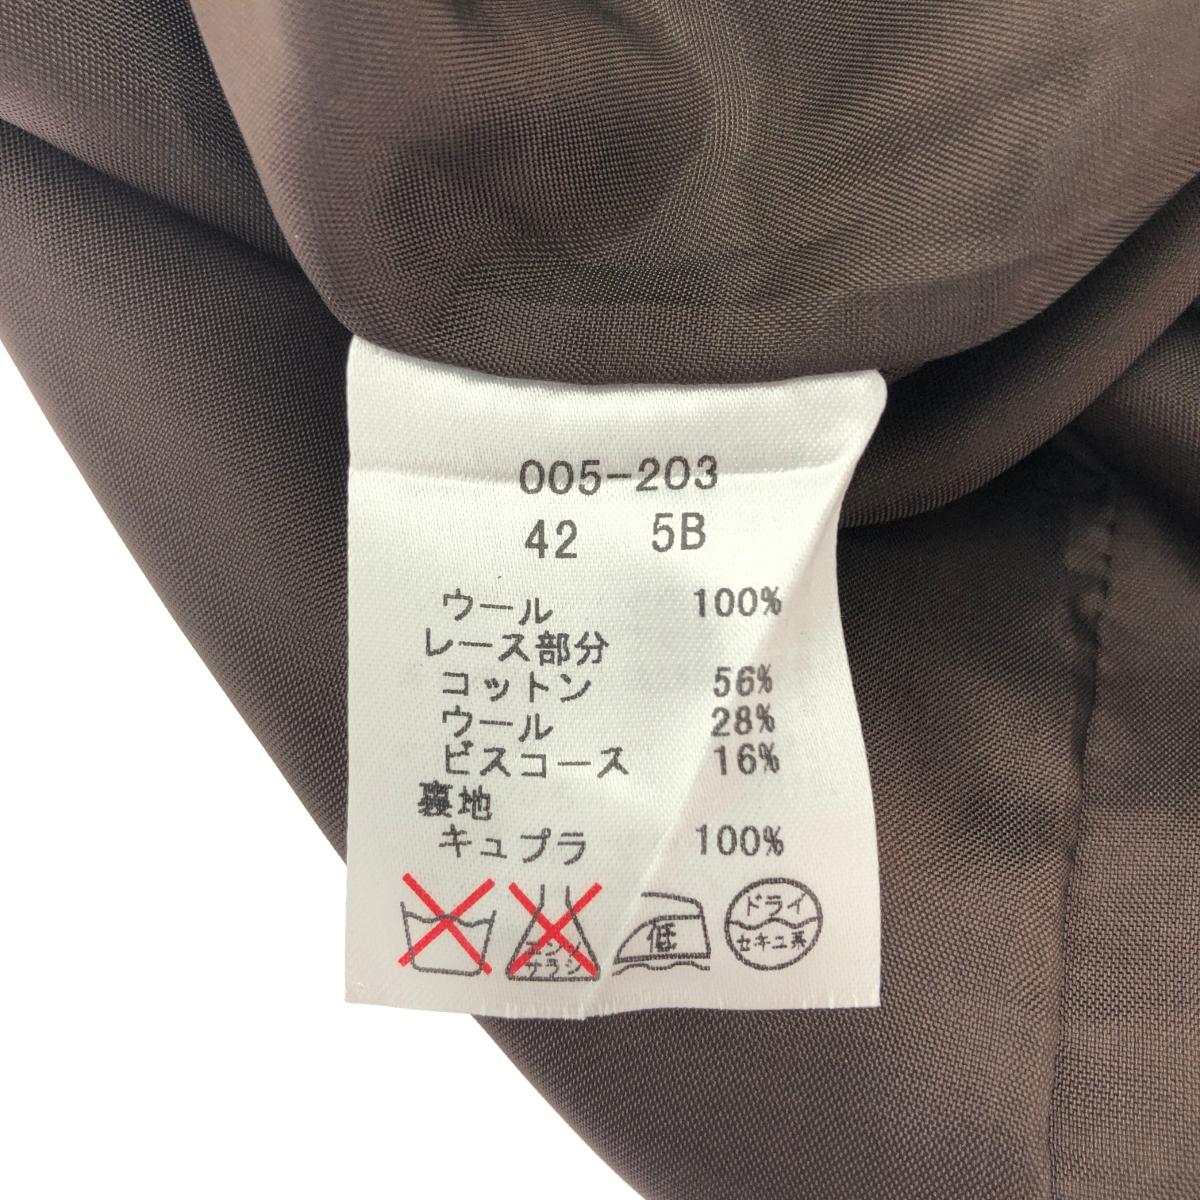 005-203
42 5B
ウール 100%
レース部分
コットン 56%
ウール 28%
ビスコース 16%
裏地
キュプラ 100%
エンソ
サラシ
低
ドライ
セキユ系